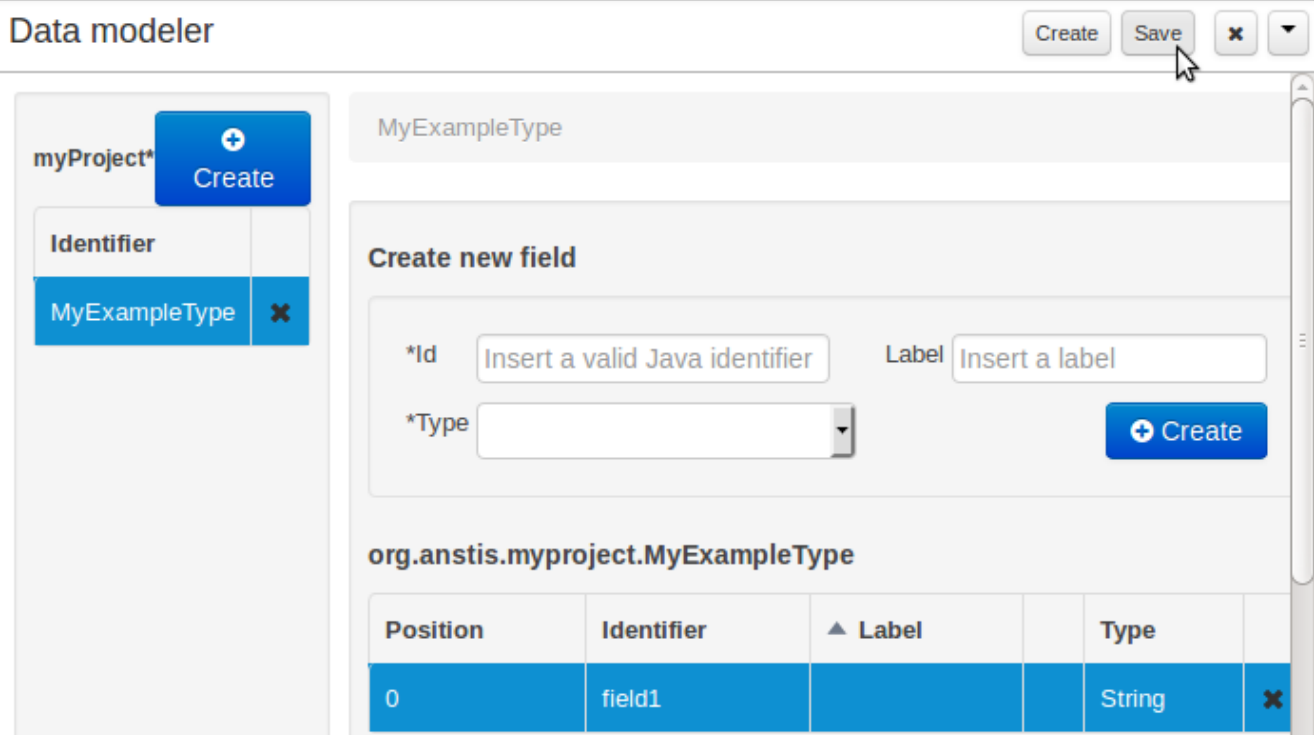 Data modeler
Create Save
myProject*
Create
Identifier
MyExampleType
MyExampleType
Create new field
*Id Insert a valid Java identifier Label Insert a label
*Type
Create
org.anstis.myproject.MyExampleType
Position Identifier Label Type
0 field1 String